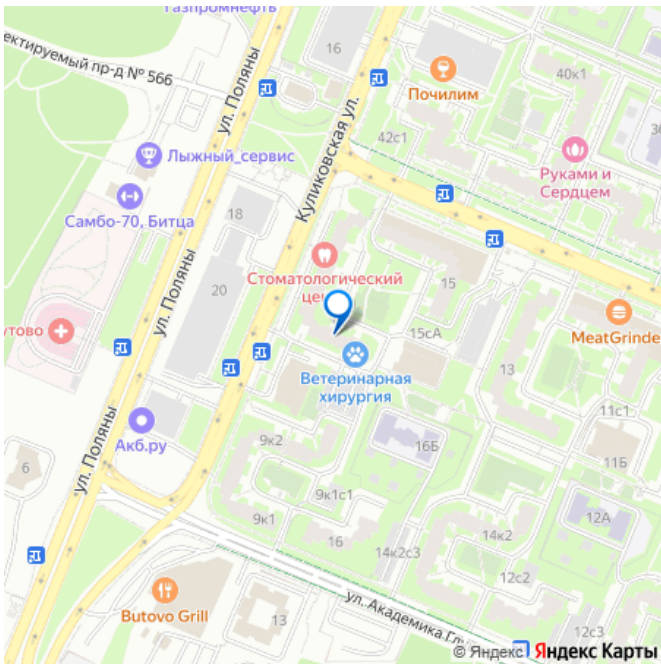 Газпромнефть
ектируемый пр-д № 566
ул. Поляны
16
Куликовская ул.
Почилим
40к1
42с1
Руками и
Сердцем
Лыжный_сервис
Самбо-70, Битца
18
Стоматологический
це
15
20
ул. Поляны
утово
15сА
MeatGrinde
Ветеринарная
хирургия
13
11с1
Акб.ру
ул. Поляны
9к2
16Б
11Б
6
9к1с1
12А
9к1
16
14к2
14к2с3
12с2
Butovo Grill
13
ул. Академика Гл
12с3
© Яндекс Яндекс Карты